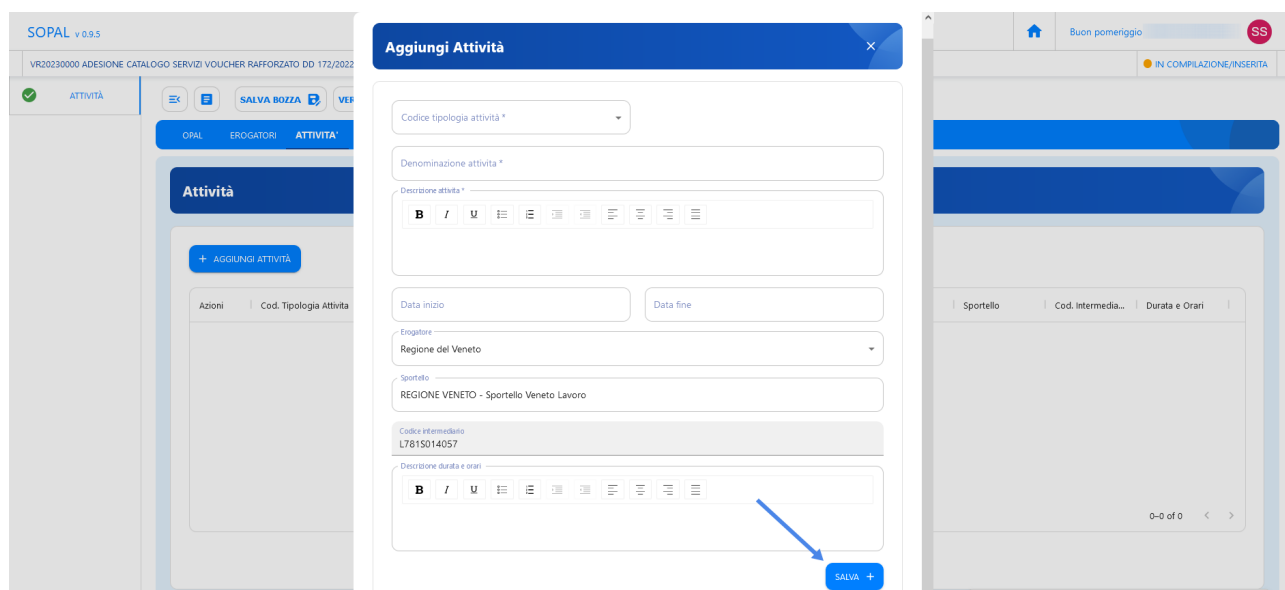 SOPAL v 0.9.5
Buon pomeriggio
SS
VR20230000 ADESIONE CATALOGO SERVIZI VOUCHER RAFFORZATO DD 172/2022
IN COMPILAZIONE/INSERITA
ATTIVITÀ
SALVA BOZZA
VER
OPAL EROGATORI ATTIVITA'
Attività
+ AGGIUNGI ATTIVITÀ
Azioni Cod. Tipologia Attivita
Sportello Cod. Intermedia... Durata e Orari
0–0 of 0
Aggiungi Attività
Codice tipologia attività *
Denominazione attivita *
Descrizione attivita *
B I U
Data inizio Data fine
Erogatore
Regione del Veneto
Sportello
REGIONE VENETO - Sportello Veneto Lavoro
Codice intermediario
L781S014057
Descrizione durata e orari
B I U
SALVA +